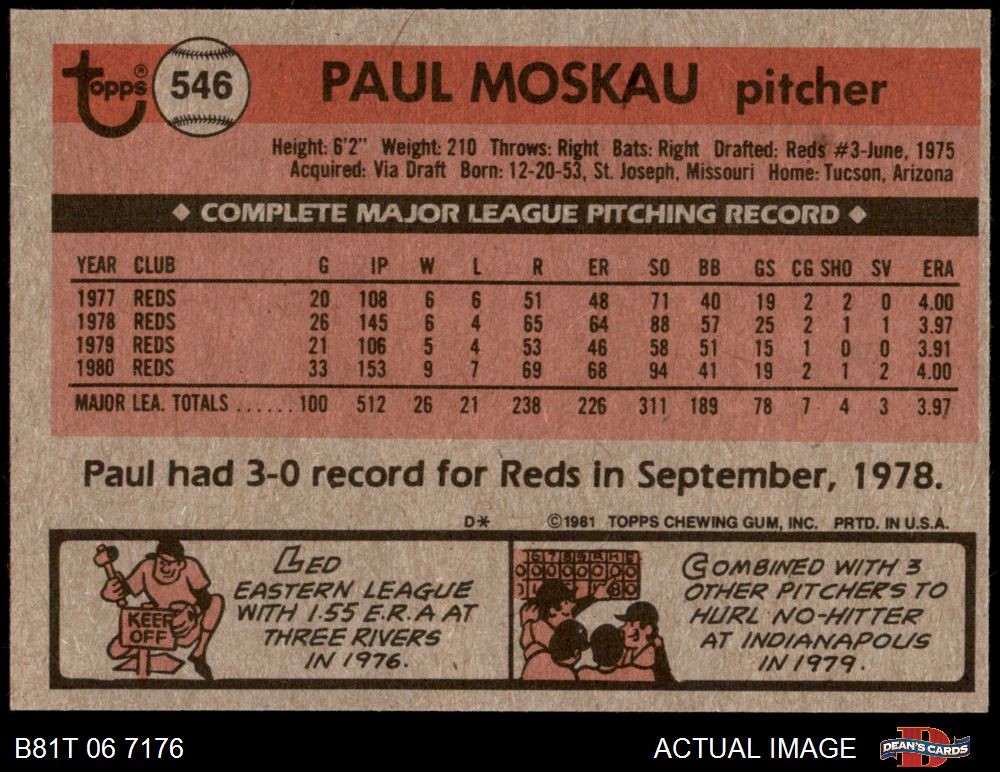 topps® 546 PAUL MOSKAU pitcher
Height: 6'2" Weight: 210 Throws: Right Bats: Right Drafted: Reds #3-June, 1975
Acquired: Via Draft Born: 12-20-53, St. Joseph, Missouri Home: Tucson, Arizona
COMPLETE MAJOR LEAGUE PITCHING RECORD
YEAR CLUB G IP W L R ER SO BB GS CG SHO SV ERA
1977 REDS 20 108 6 6 51 48 71 40 19 2 2 0 4.00
1978 REDS 26 145 6 4 65 64 88 57 25 2 1 1 3.97
1979 REDS 21 106 5 4 53 46 58 51 15 1 0 0 3.91
1980 REDS 33 153 9 7 69 68 94 41 19 2 1 2 4.00
MAJOR LEA. TOTALS ...... 100 512 26 21 238 226 311 189 78 7 4 3 3.97
Paul had 3-0 record for Reds in September, 1978.
D* ©1981 TOPPS CHEWING GUM, INC. PRTD. IN U.S.A.
KEEP
OFF
LED
EASTERN LEAGUE
WITH 1.55 E.R.A AT
THREE RIVERS
IN 1976.
6 7 8 9 R H E
COMBINED WITH 3
OTHER PITCHERS TO
HURL NO-HITTER
AT INDIANAPOLIS
IN 1979.
B81T 06 7176 ACTUAL IMAGE DEAN'S CARDS